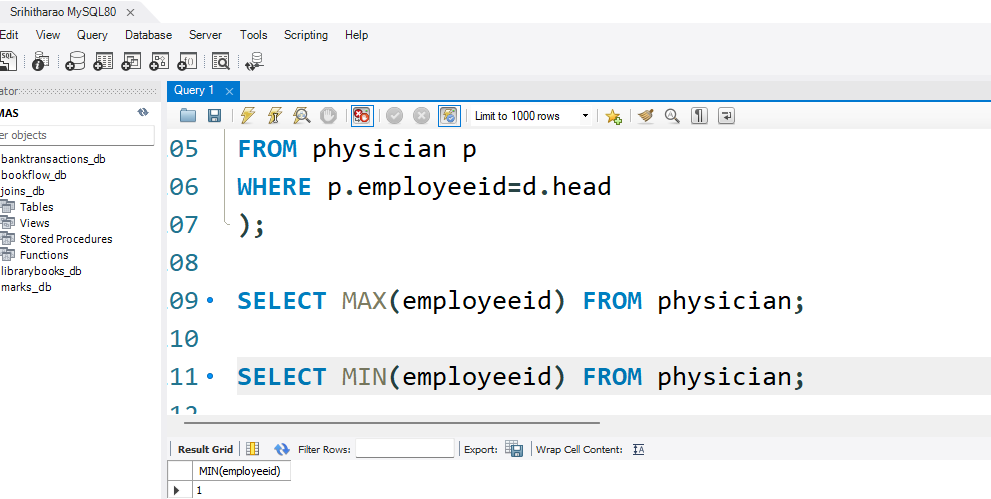 Srihitharao MySQL80 ×
Edit View Query Database Server Tools Scripting Help
ator
Query 1 ×
MAS
er objects
Limit to 1000 rows
banktransactions_db
bookflow_db
joins_db
Tables
Views
Stored Procedures
Functions
librarybooks_db
marks_db
05 FROM physician p
06 WHERE p.employeeid=d.head
07 );
08
09 SELECT MAX(employeeid) FROM physician;
10
11 SELECT MIN(employeeid) FROM physician;
12
Result Grid Filter Rows: Export: Wrap Cell Content: IA
MIN(employeeid)
1